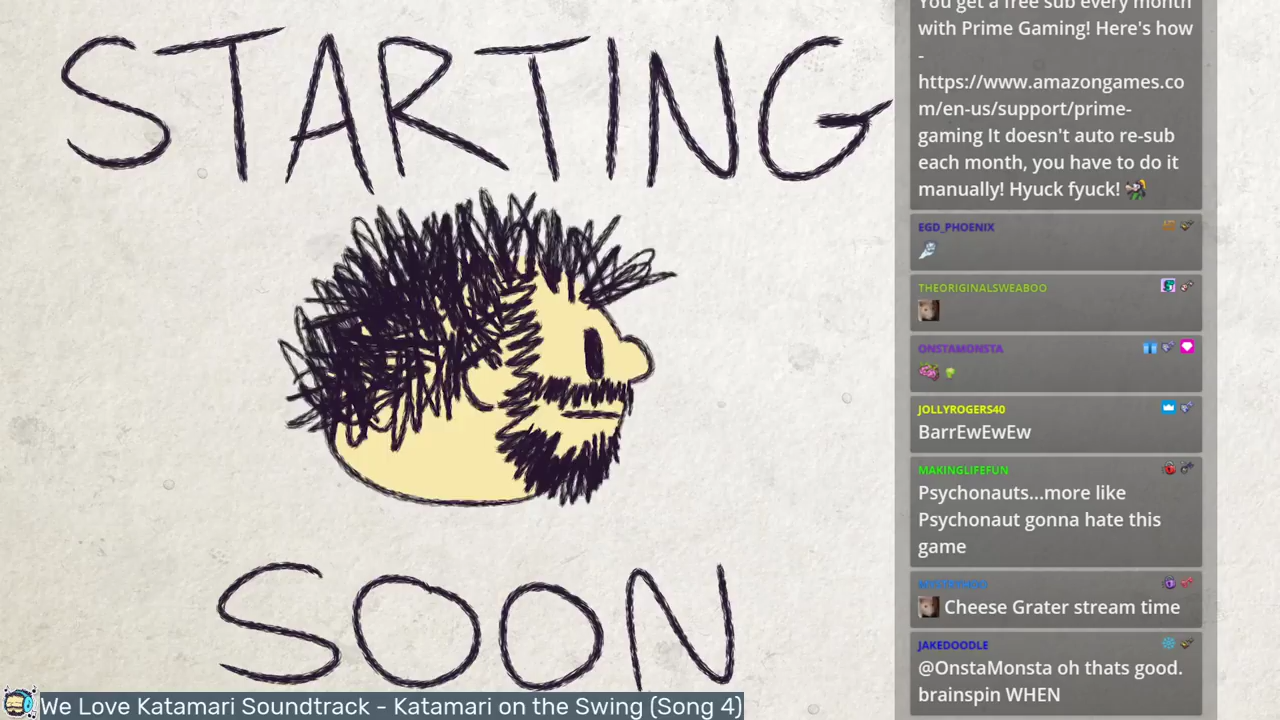 STARTING
SOON
We Love Katamari Soundtrack - Katamari on the Swing (Song 4)
You get a free sub every month
with Prime Gaming! Here's how
-
https://www.amazongames.co
m/en-us/support/prime-
gaming It doesn't auto re-sub
each month, you have to do it
manually! Hyuck fyuck!
EGD_PHOENIX
THEORIGINALSWEABOO
ONSTAMONSTA
JOLLYROGERS40
BarrEwEwEw
MAKINGLIFEFUN
Psychonauts...more like
Psychonaut gonna hate this
game
Cheese Grater stream time
JAKEDOODLE
@OnstaMonsta oh thats good.
brainspin WHEN